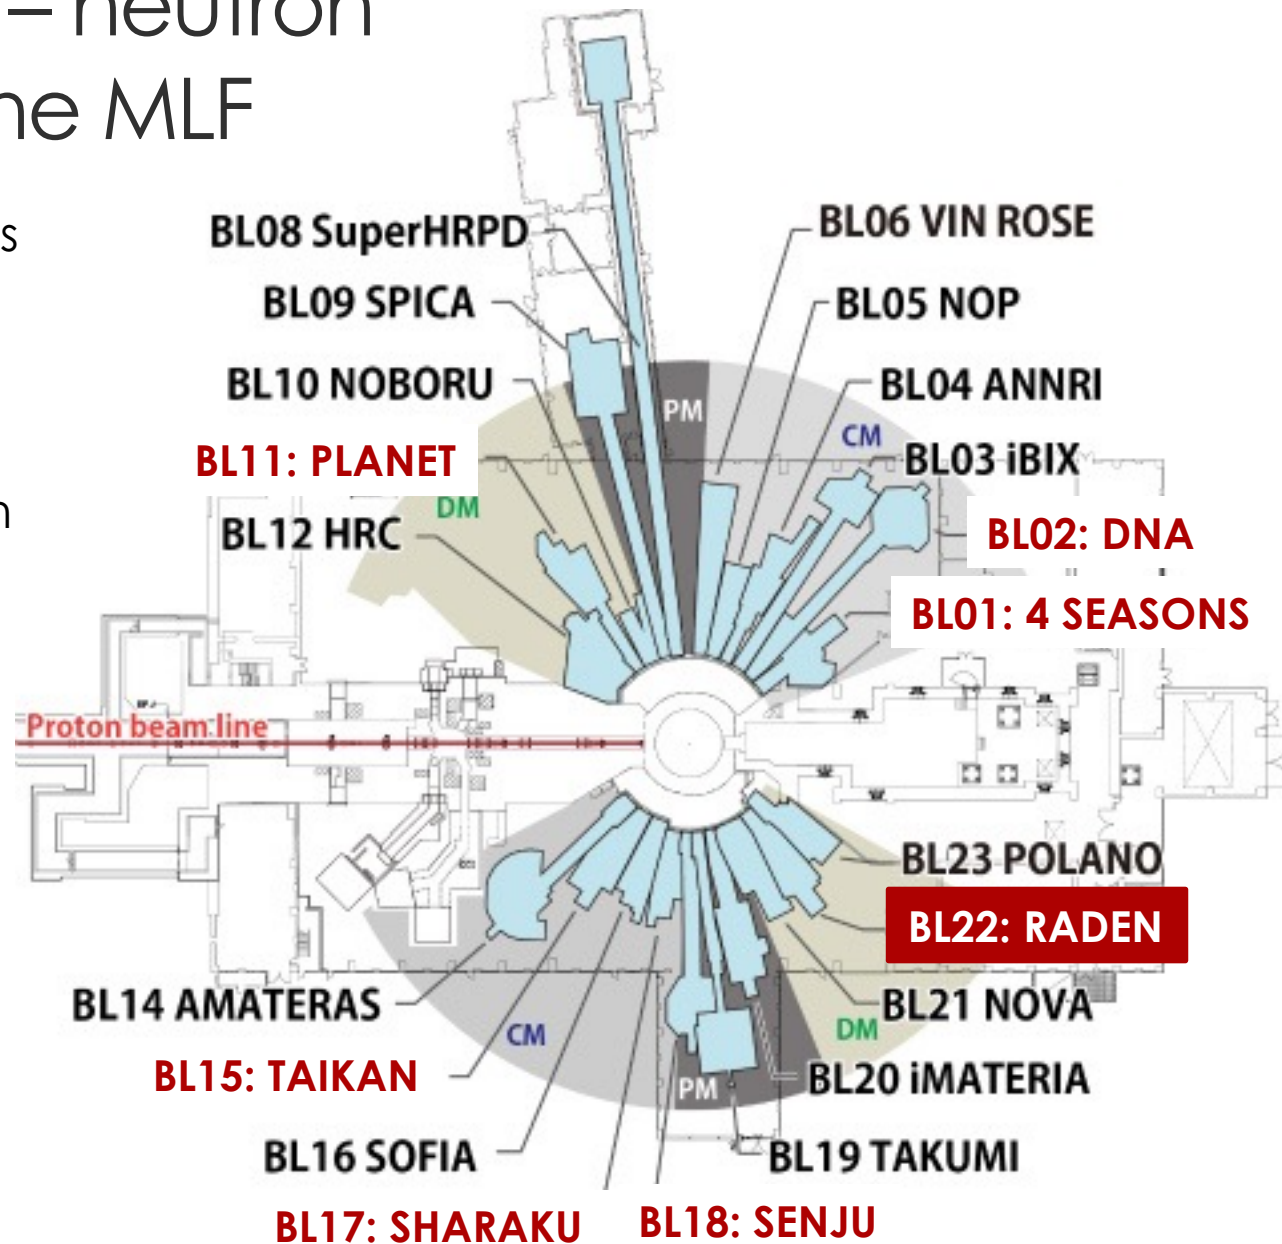 – neutron
ne MLF
s
BL08 SuperHRPD
BL06 VIN ROSE
BL09 SPICA
BL05 NOP
BL10 NOBORU
BL04 ANNRI
PM
CM
BL11: PLANET
BL03 iBIX
DM
n
BL12 HRC
BL02: DNA
BL01: 4 SEASONS
Proton beam line
BL23 POLANO
BL22: RADEN
BL14 AMATERAS
BL21 NOVA
CM
DM
BL15: TAIKAN
BL20 iMATERIA
PM
BL16 SOFIA
BL19 TAKUMI
BL17: SHARAKU
BL18: SENJU